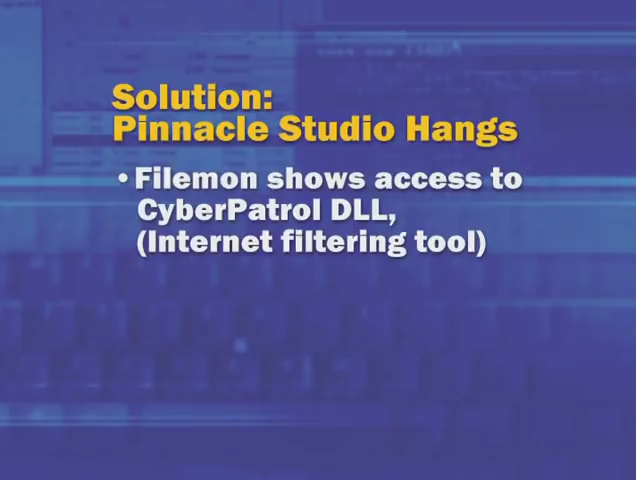 Solution:
Pinnacle Studio Hangs
•Filemon shows access to
CyberPatrol DLL,
(Internet filtering tool)